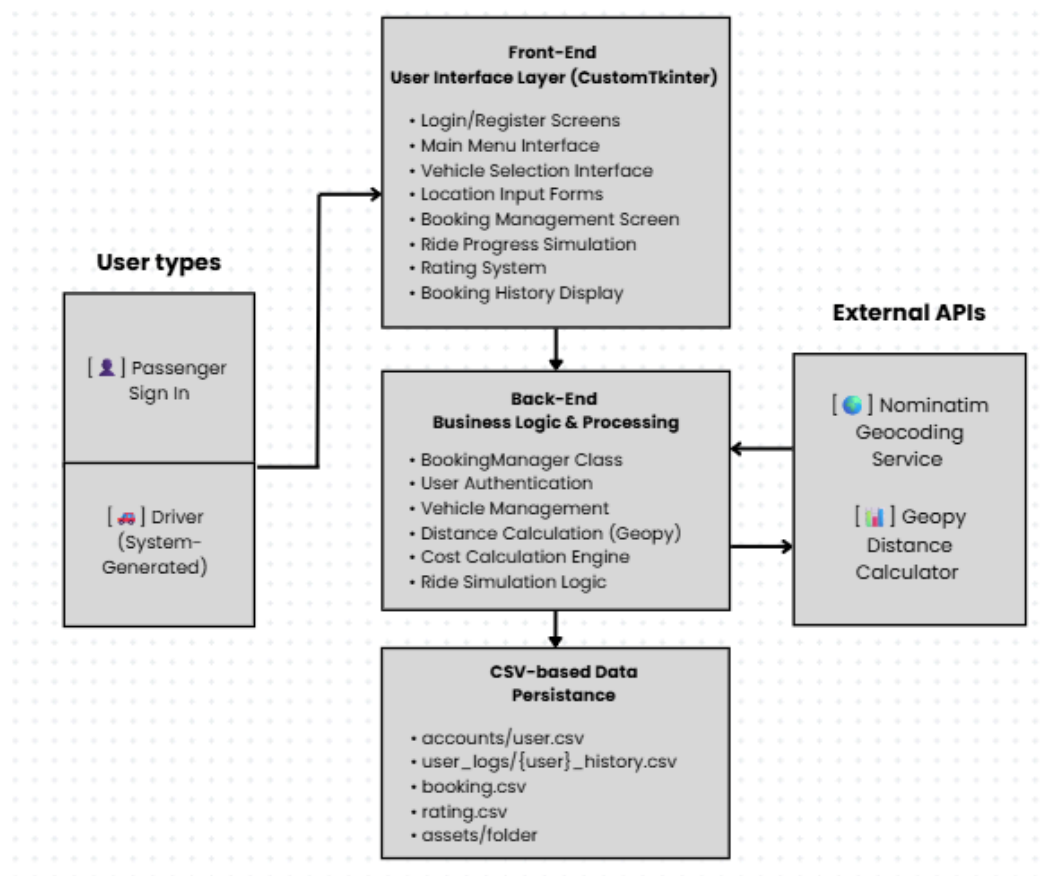 Front-End
User Interface Layer (CustomTkinter)
• Login/Register Screens
• Main Menu Interface
• Vehicle Selection Interface
• Location Input Forms
• Booking Management Screen
• Ride Progress Simulation
• Rating System
• Booking History Display
User types
[ 👤 ] Passenger
Sign In
[ 🚗 ] Driver
(System-
Generated)
Back-End
Business Logic & Processing
• BookingManager Class
• User Authentication
• Vehicle Management
• Distance Calculation (Geopy)
• Cost Calculation Engine
• Ride Simulation Logic
External APIs
[ 🌍 ] Nominatim
Geocoding
Service
[ 📊 ] Geopy
Distance
Calculator
CSV-based Data
Persistance
• accounts/user.csv
• user_logs/{user}_history.csv
• booking.csv
• rating.csv
• assets/folder